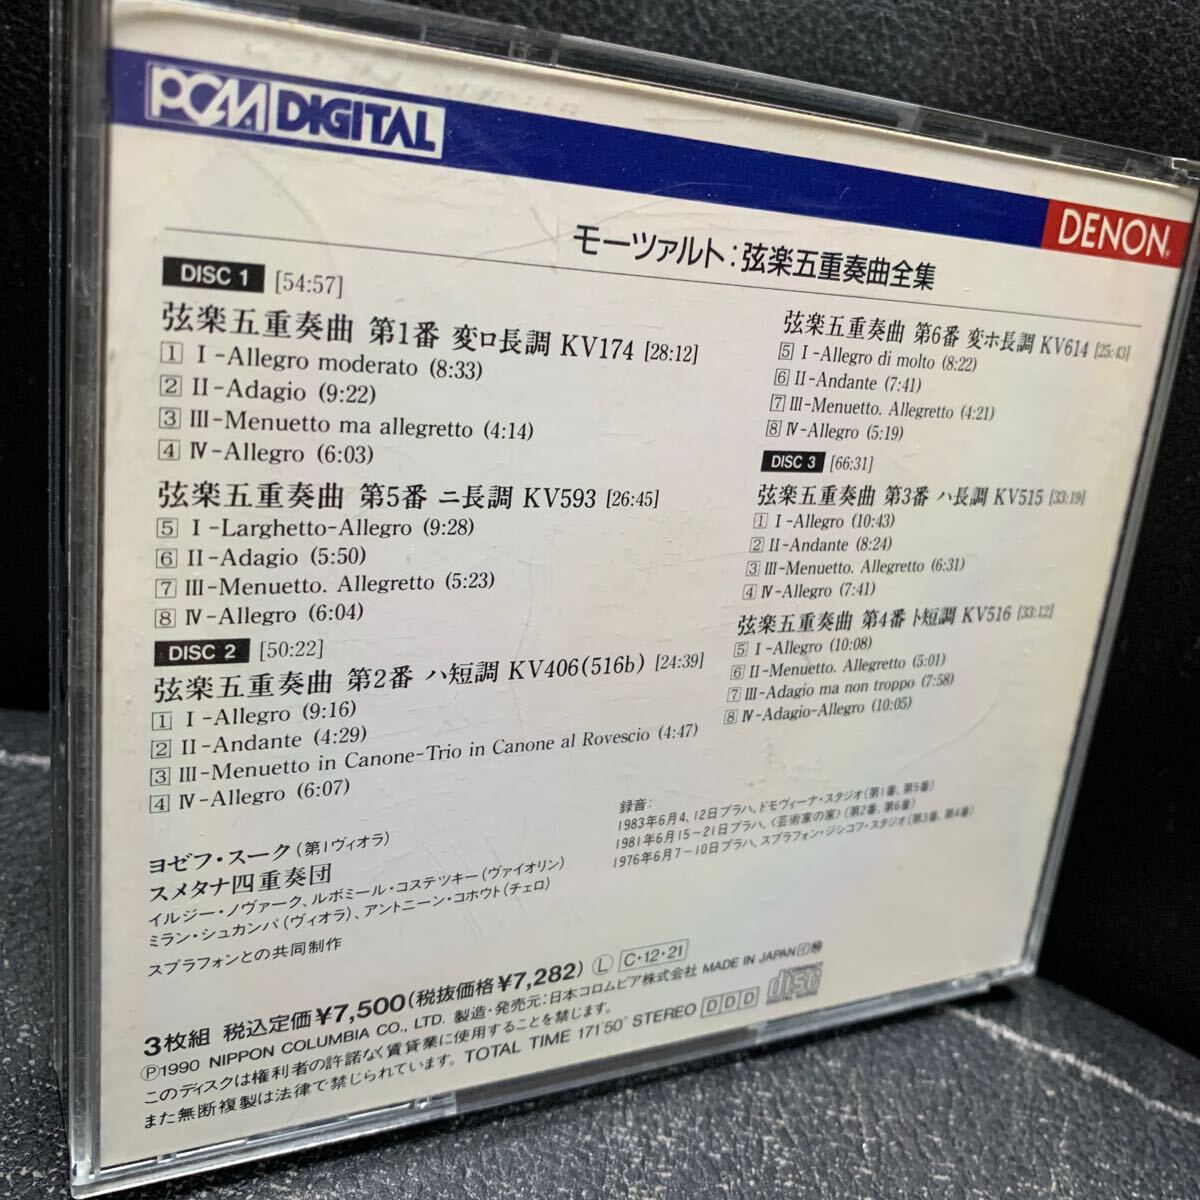 PCM DIGITAL
DENON
モーツァルト:弦楽五重奏曲全集
DISC 1 [54:57]
弦楽五重奏曲 第1番 変ロ長調 KV174 [28:12]
1 I-Allegro moderato (8:33)
2 II-Adagio (9:22)
3 III-Menuetto ma allegretto (4:14)
4 IV-Allegro (6:03)
弦楽五重奏曲 第5番 ニ長調 KV593 [26:45]
5 I-Larghetto-Allegro (9:28)
6 II-Adagio (5:50)
7 III-Menuetto. Allegretto (5:23)
8 IV-Allegro (6:04)
DISC 2 [50:22]
弦楽五重奏曲 第2番 ハ短調 KV406(516b) [24:39]
1 I-Allegro (9:16)
2 II-Andante (4:29)
3 III-Menuetto in Canone-Trio in Canone al Rovescio (4:47)
4 IV-Allegro (6:07)
弦楽五重奏曲 第6番 変ホ長調 KV614 [25:43]
5 I-Allegro di molto (8:22)
6 II-Andante (7:41)
7 III-Menuetto. Allegretto (4:21)
8 IV-Allegro (5:19)
DISC 3 [66:31]
弦楽五重奏曲 第3番 ハ長調 KV515 [33:19]
1 I-Allegro (10:43)
2 II-Andante (8:24)
3 III-Menuetto. Allegretto (6:31)
4 IV-Allegro (7:41)
弦楽五重奏曲 第4番 ト短調 KV516 [33:12]
5 I-Allegro (10:08)
6 II-Menuetto. Allegretto (5:01)
7 III-Adagio ma non troppo (7:58)
8 IV-Adagio-Allegro (10:05)
ヨゼフ・スーク(第1ヴィオラ)
スメタナ四重奏団
イルジー・ノヴァーク、ルボミール・コステツキー(ヴァイオリン)
ミラン・シュカンパ(ヴィオラ)、アントニーン・コホウト(チェロ)
スプラフォンとの共同制作
録音:
1983年6月4、12日プラハ、ドモヴィーナ・スタジオ(第1番、第5番)
1981年6月15~21日プラハ、〈芸術家の家〉(第2番、第6番)
1976年6月7~10日プラハ、スプラフォン・ジシコフ・スタジオ(第3番、第4番)
3枚組 税込定価¥7,500(税抜価格¥7,282) Ⓛ C・12・21
Ⓟ1990 NIPPON COLUMBIA CO., LTD. 製造・発売元:日本コロムビア株式会社 MADE IN JAPAN
このディスクは権利者の許諾なく賃貸業に使用することを禁じます。
また無断複製は法律で禁じられています。 TOTAL TIME 171'50" STEREO D D D disc